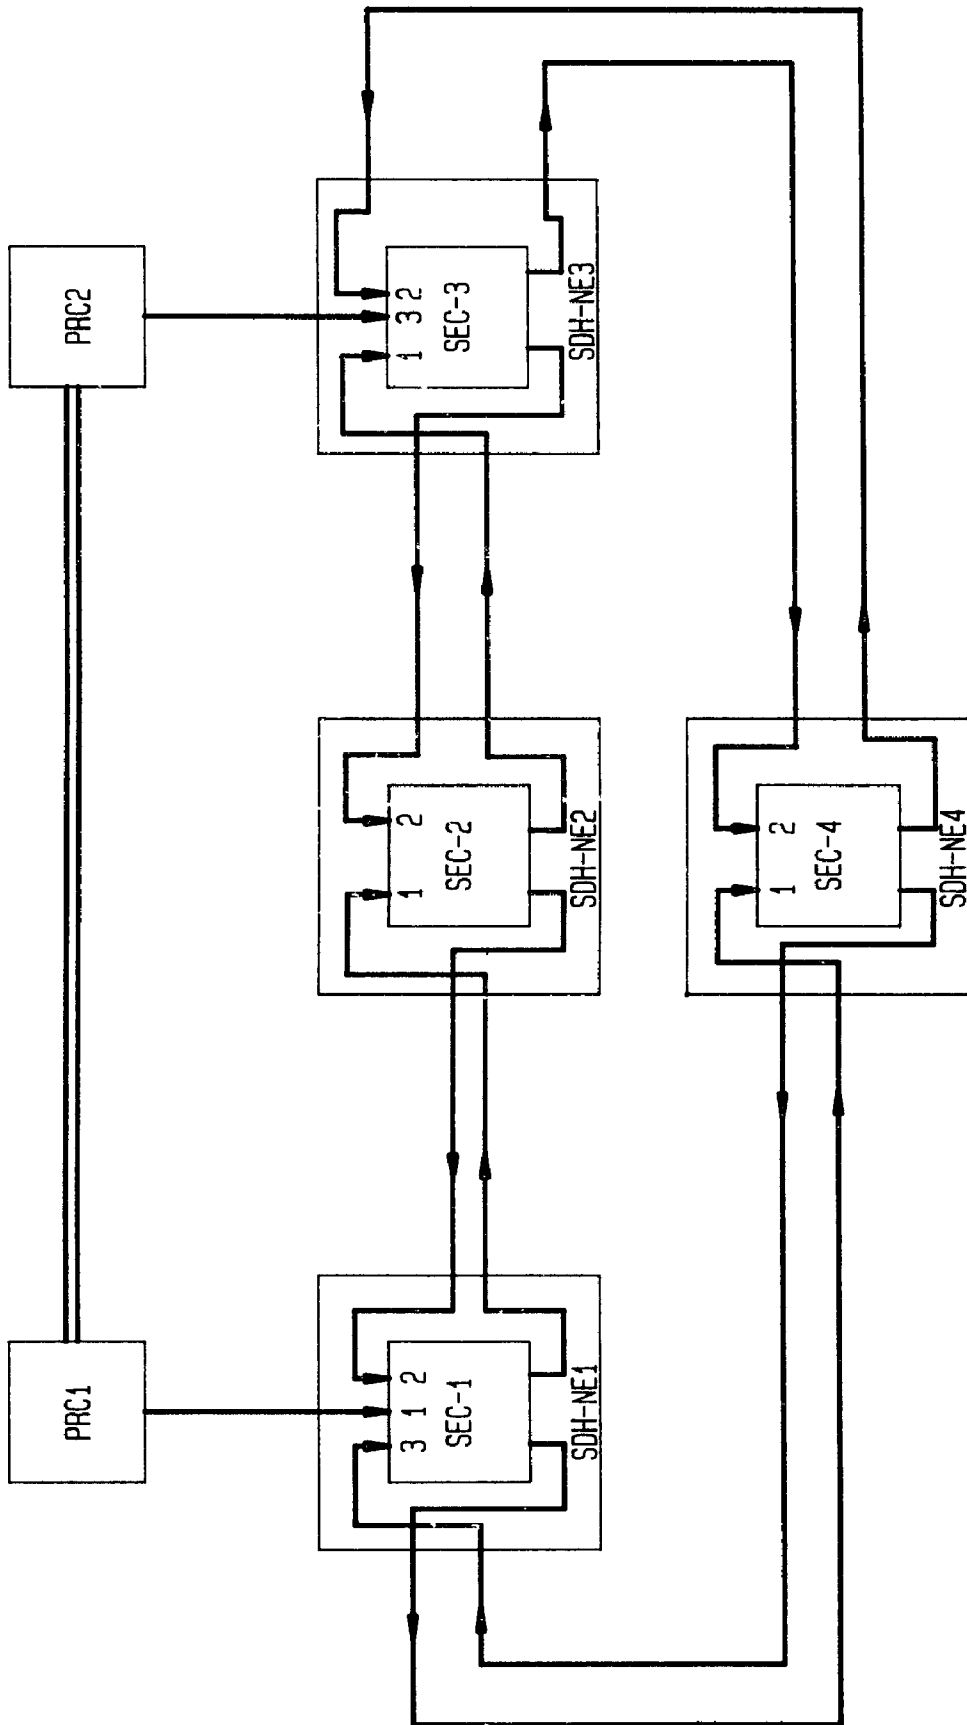 PRC1
PRC2
3 1 2
SEC-1
SDH-NE1
1 2
SEC-2
SDH-NE2
1 3 2
SEC-3
SDH-NE3
1 2
SEC-4
SDH-NE4